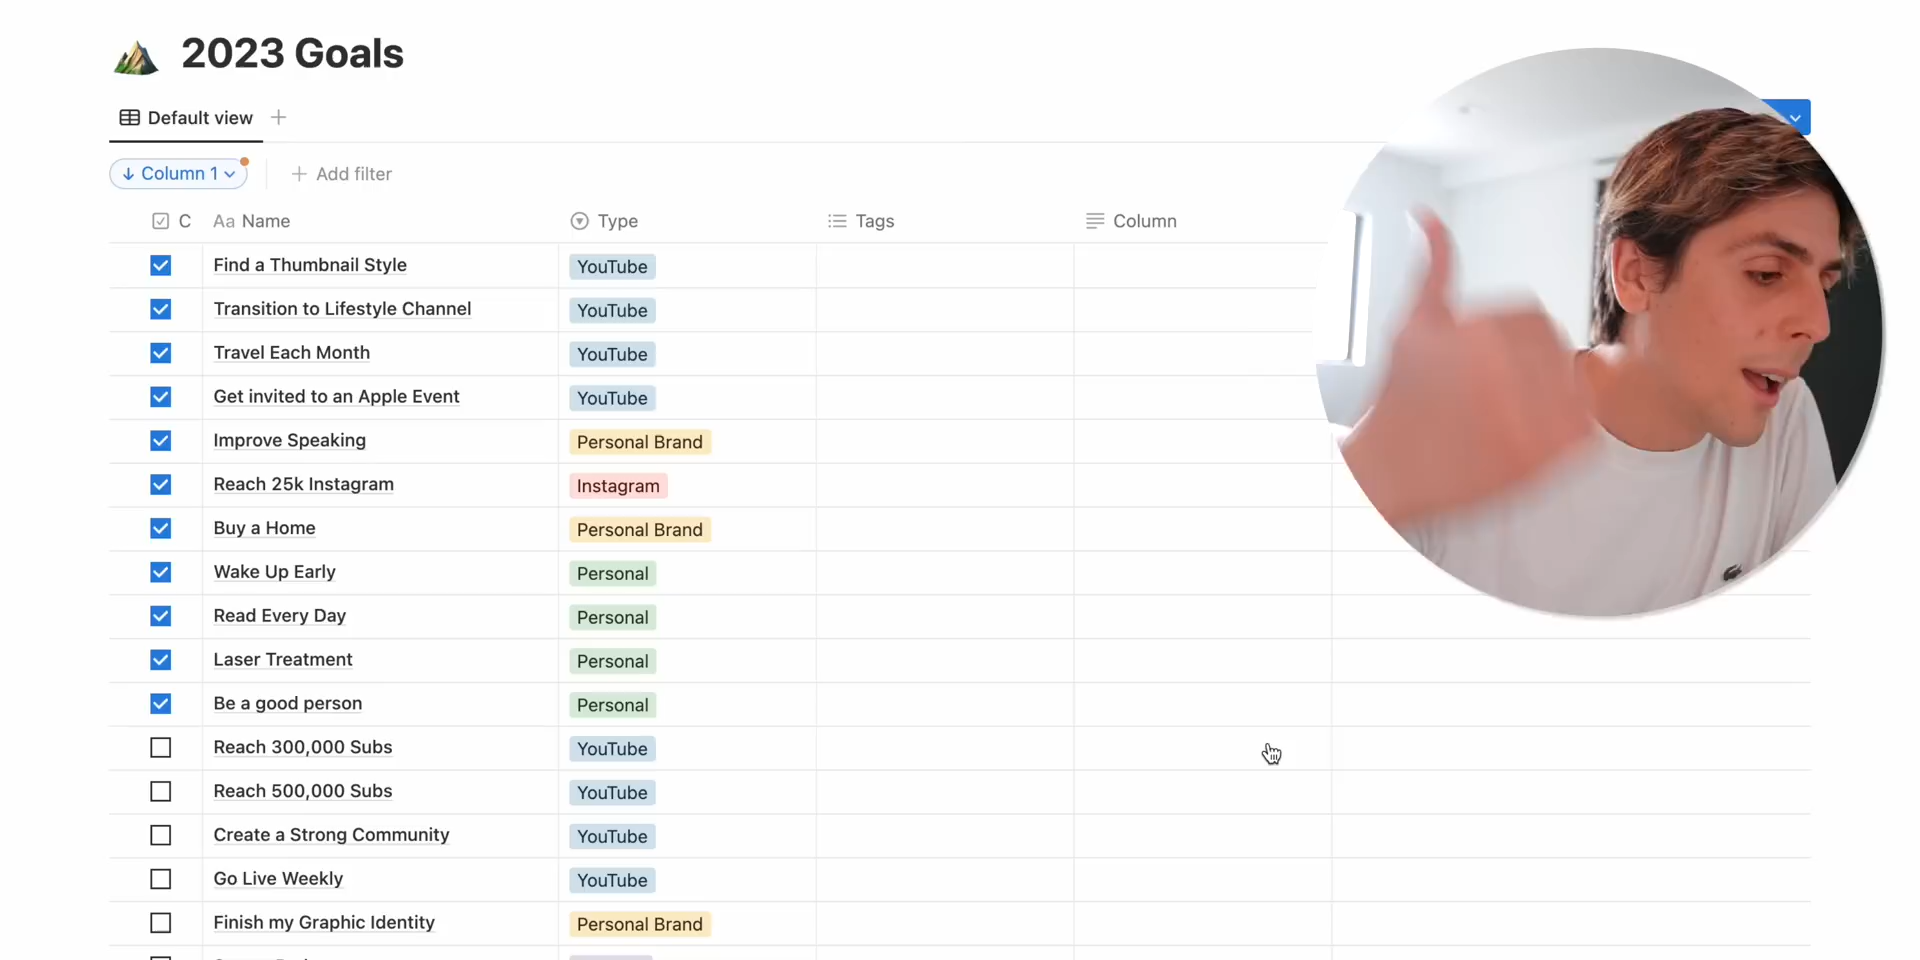 2023 Goals
Default view
Column 1
Add filter
C Aa Name Type Tags Column
Find a Thumbnail Style YouTube
Transition to Lifestyle Channel YouTube
Travel Each Month YouTube
Get invited to an Apple Event YouTube
Improve Speaking Personal Brand
Reach 25k Instagram Instagram
Buy a Home Personal Brand
Wake Up Early Personal
Read Every Day Personal
Laser Treatment Personal
Be a good person Personal
Reach 300,000 Subs YouTube
Reach 500,000 Subs YouTube
Create a Strong Community YouTube
Go Live Weekly YouTube
Finish my Graphic Identity Personal Brand